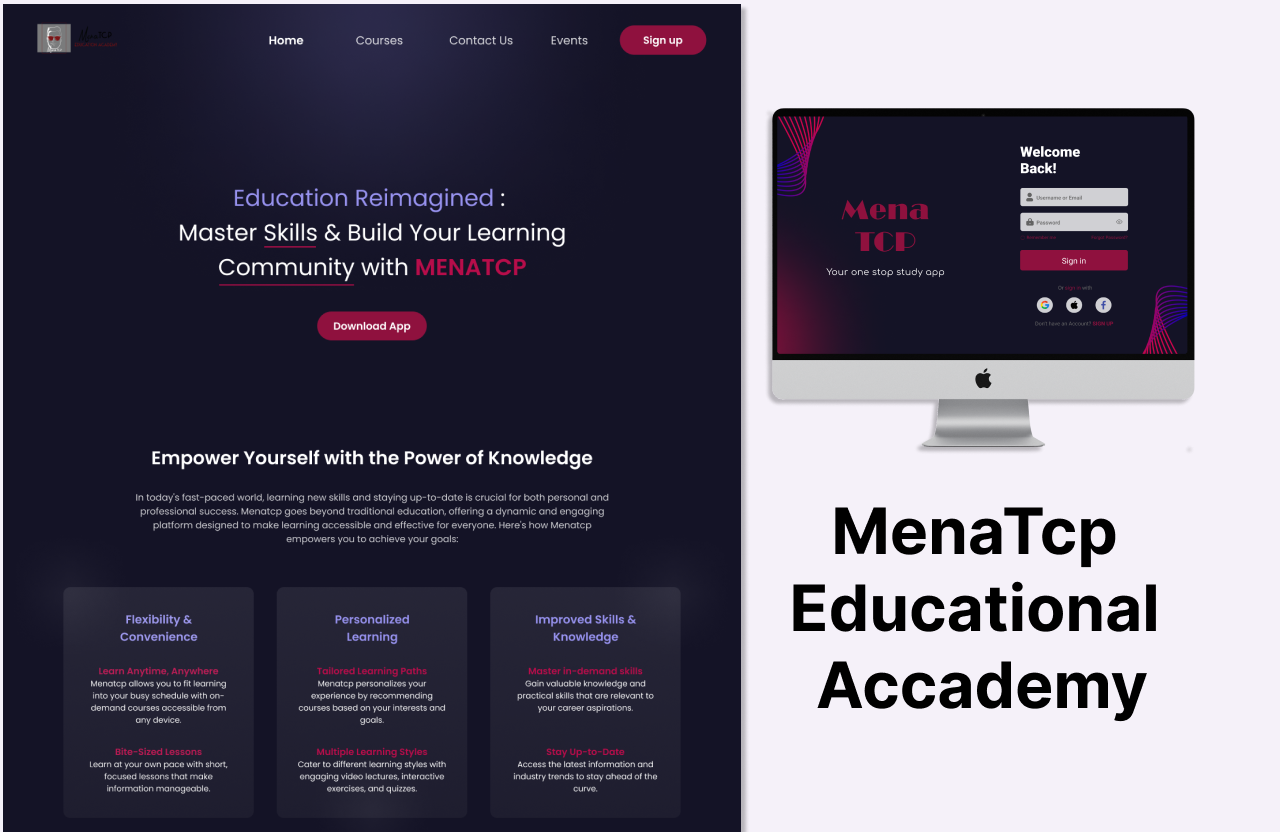 MenaTcp
Home
Courses
Contact Us
Events
Sign up
Education Reimagined :
Master Skills & Build Your Learning
Community with MENATCP
Download App
Empower Yourself with the Power of Knowledge
In today's fast-paced world, learning new skills and staying up-to-date is crucial for both personal and
professional success. Menatcp goes beyond traditional education, offering a dynamic and engaging
platform designed to make learning accessible and effective for everyone. Here's how Menatcp
empowers you to achieve your goals:
Flexibility &
Convenience
Learn Anytime, Anywhere
Menatcp allows you to fit learning
into your busy schedule with on-
demand courses accessible from
any device.
Bite-Sized Lessons
Learn at your own pace with short,
focused lessons that make
information manageable.
Personalized
Learning
Tailored Learning Paths
Menatcp personalizes your
experience by recommending
courses based on your interests and
goals.
Multiple Learning Styles
Cater to different learning styles with
engaging video lectures, interactive
exercises, and quizzes.
Improved Skills &
Knowledge
Master in-demand skills
Gain valuable knowledge and
practical skills that are relevant to
your career aspirations.
Stay Up-to-Date
Access the latest information and
industry trends to stay ahead of the
curve.
Mena
TCP
Your one stop study app
Welcome
Back!
Username or Email
Password
Remember me
Forgot Password?
Sign in
Or sign in with
Don't have an Account? SIGN UP
MenaTcp
Educational
Accademy